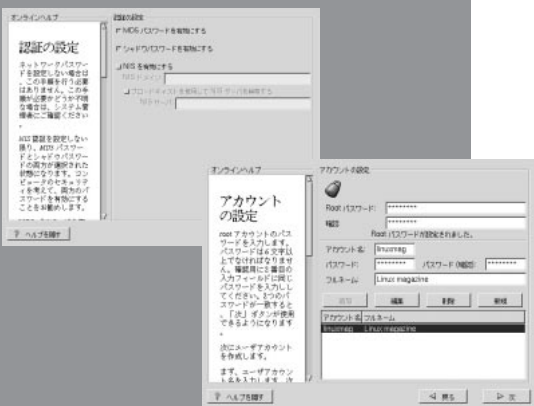 オンラインヘルプ
認証の設定
ネットワークパスワー
ドを設定しない場合は
、この手順を行う必要
はありません。この手
順が必要かどうか不明
な場合は、システム管
理者にご確認ください
。
NIS 認証を設定しない
限り、MD5 パスワー
ドとシャドウパスワー
ドの両方が選択された
状態になります。コン
ピュータのセキュリテ
ィを考えて、両方のパ
スワードを有効にする
ことをお勧めします。
? ヘルプを隠す
認証の設定
MD5 パスワードを有効にする
シャドウパスワードを有効にする
NIS を有効にする
NIS ドメイン:
ブロードキャストを使用して NIS サーバを検索する
NIS サーバ:
オンラインヘルプ
アカウント
の設定
root アカウントのパス
ワードを入力します。
パスワードは6 文字以
上でなければなりませ
ん。確認用に2 番目の
入力フィールドに同じ
パスワードを入力し
てください。2つのパ
スワードが一致すると
、「次」ボタンが使用
できるようになります
。
次にユーザアカウント
を作成します。
まず、ユーザアカウン
ト名を入力します。次
? ヘルプを隠す
アカウントの設定
Root パスワード: ********
確認: ********
Root パスワードが設定されました。
アカウント名: linuxmag
パスワード: ******** パスワード (確認): ********
フルネーム: Linux magazine
追加 編集 削除 新規
アカウント名 フルネーム
linuxmag Linux magazine
戻る 次